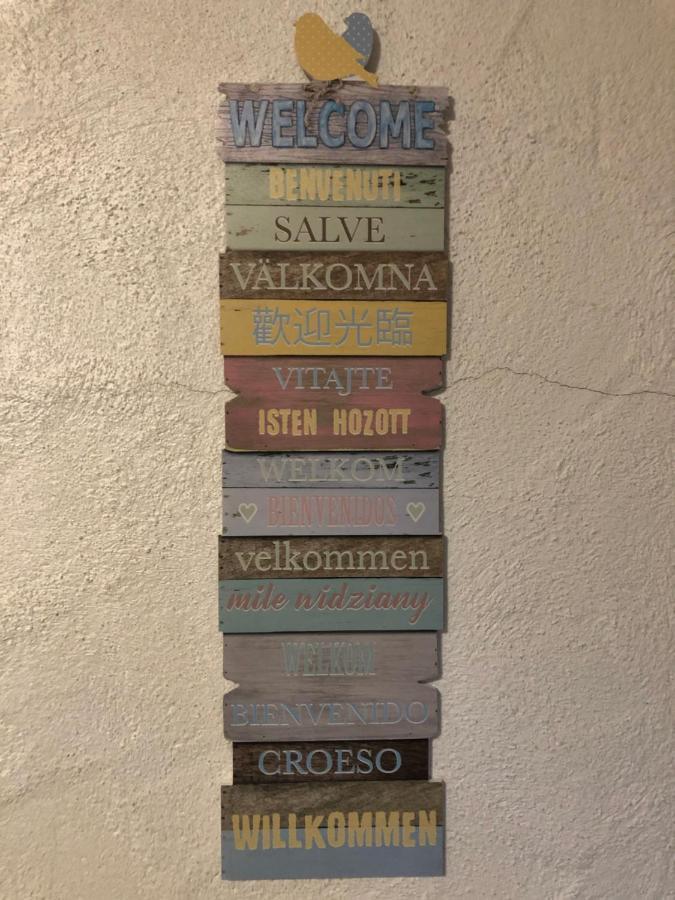 WELCOME
BENVENUTI
SALVE
VÄLKOMNA
歡迎光臨
VITAJTE
ISTEN HOZOTT
WELKOM
BIENVENIDOS
velkommen
mile widziany
WELKOM
BIENVENIDO
CROESO
WILLKOMMEN